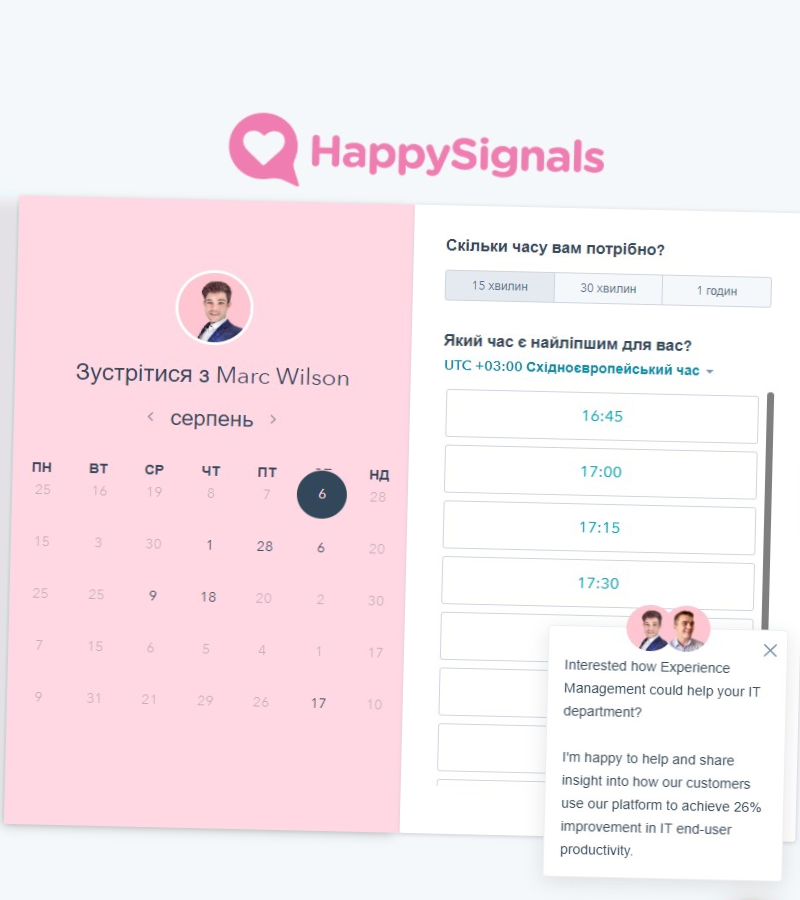 HappySignals
Зустрітися з Marc Wilson
серпень
ПН ВТ СР ЧТ ПТ НД
25 16 19 8 7 6 28
15 3 30 1 28 6 20
25 25 9 18 20 2 30
7 15 6 5 4 1 17
9 31 21 29 26 17 10
Скільки часу вам потрібно?
15 хвилин 30 хвилин 1 годин
Який час є найліпшим для вас?
UTC +03:00 Східноєвропейський час
16:45
17:00
17:15
17:30
Interested how Experience
Management could help your IT
department?
I'm happy to help and share
insight into how our customers
use our platform to achieve 26%
improvement in IT end-user
productivity.